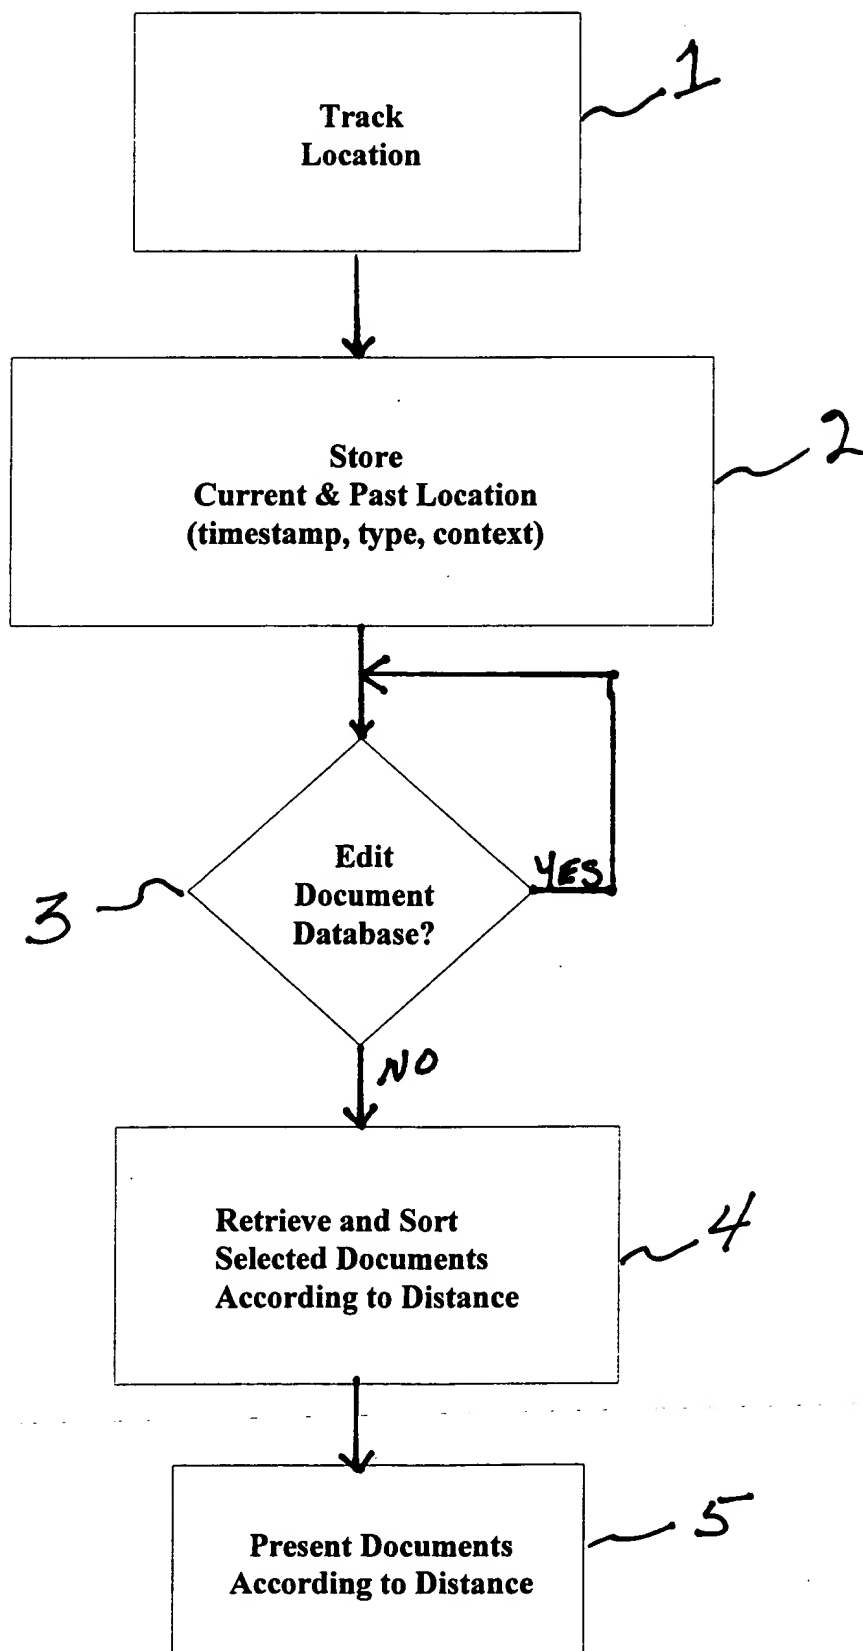 Track
Location
1
Store
Current & Past Location
(timestamp, type, context)
2
Edit
Document
Database?
3
YES
NO
Retrieve and Sort
Selected Documents
According to Distance
4
Present Documents
According to Distance
5